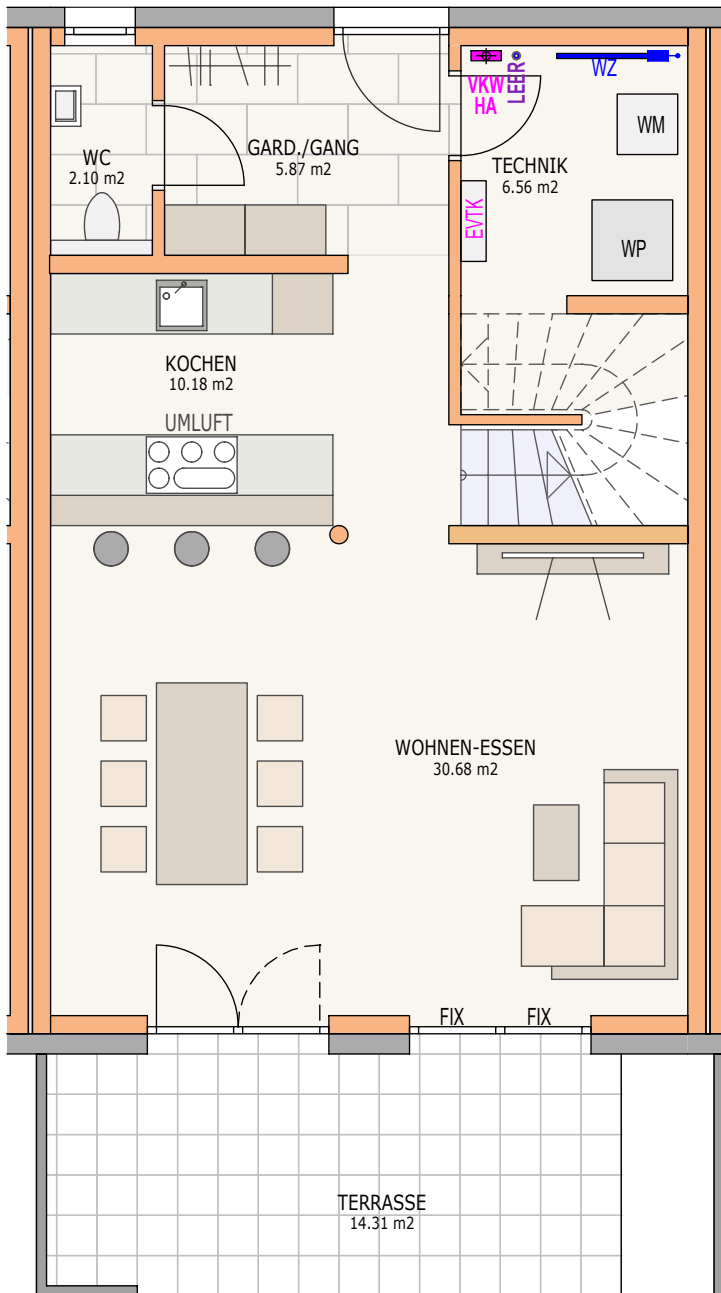 WZ
VKW
HA
LEER
WM
WC
2.10 m2
GARD./GANG
5.87 m2
TECHNIK
6.56 m2
EVTK
WP
KOCHEN
10.18 m2
UMLUFT
WOHNEN-ESSEN
30.68 m2
FIX
FIX
TERRASSE
14.31 m2